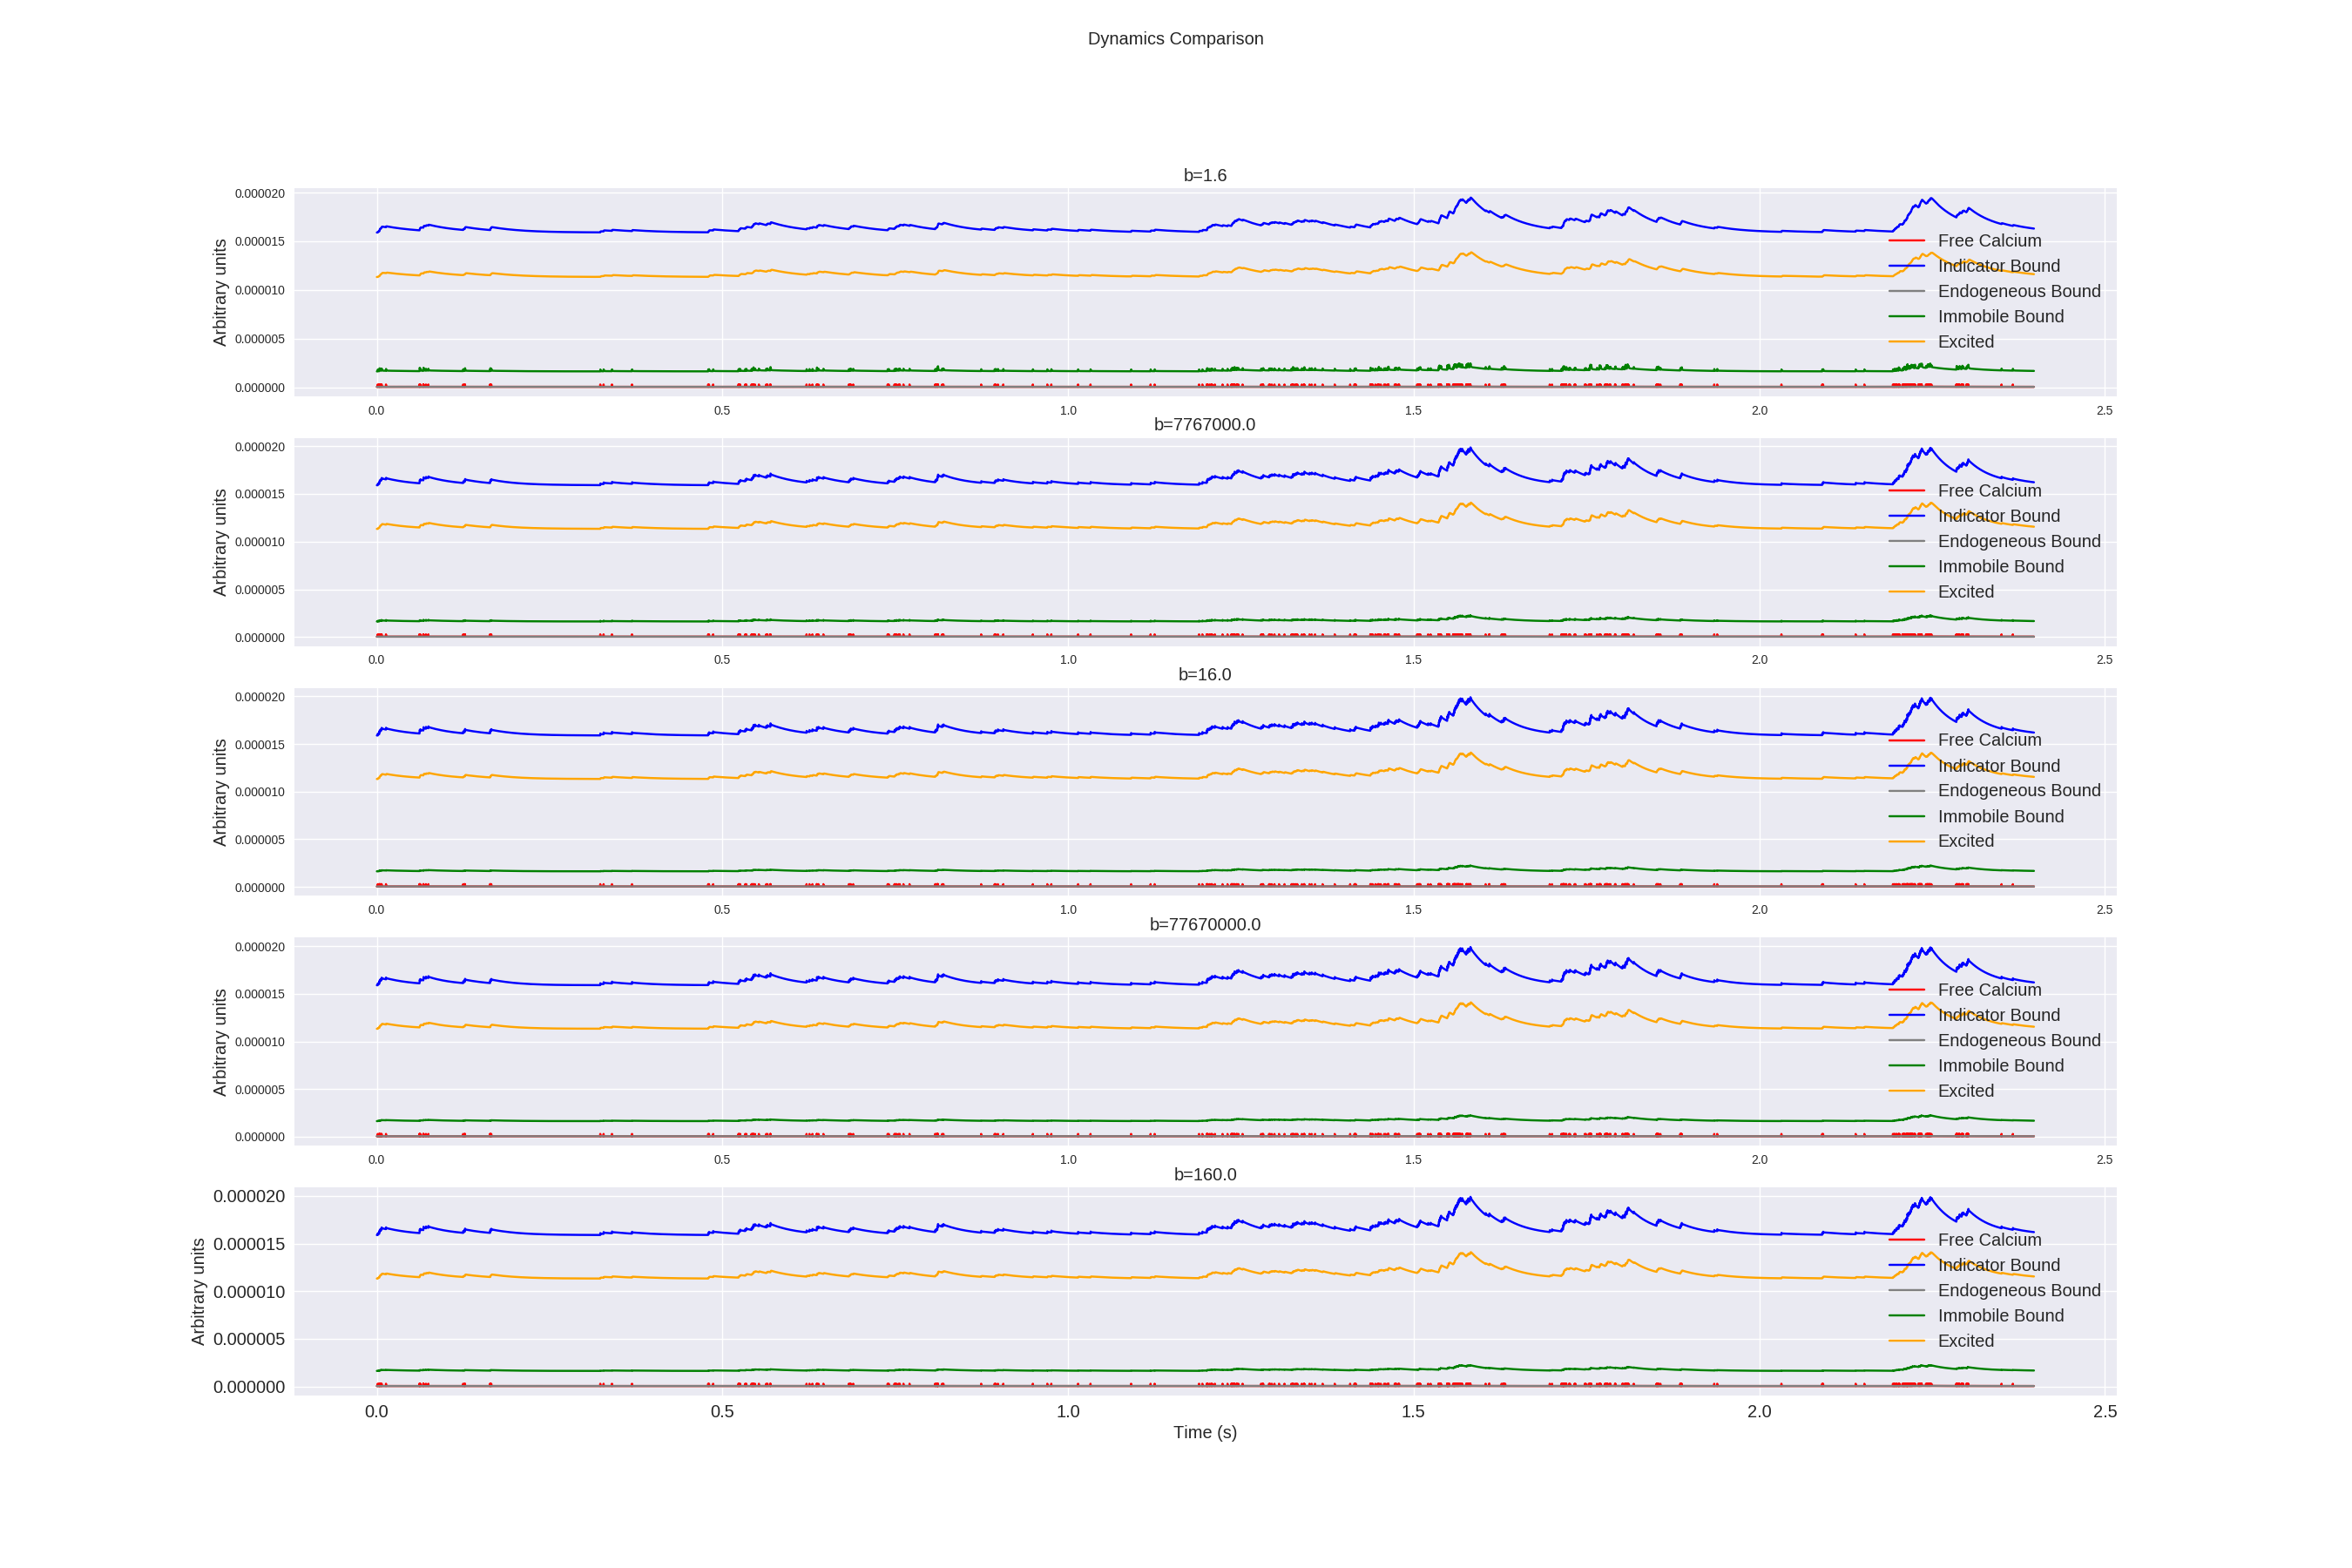 Dynamics Comparison
b=1.6
Arbitrary units
0.000020
0.000015
0.000010
0.000005
0.000000
Free Calcium
Indicator Bound
Endogeneous Bound
Immobile Bound
Excited
0.0 0.5 1.0 1.5 2.0 2.5
b=7767000.0
Arbitrary units
0.000020
0.000015
0.000010
0.000005
0.000000
Free Calcium
Indicator Bound
Endogeneous Bound
Immobile Bound
Excited
0.0 0.5 1.0 1.5 2.0 2.5
b=16.0
Arbitrary units
0.000020
0.000015
0.000010
0.000005
0.000000
Free Calcium
Indicator Bound
Endogeneous Bound
Immobile Bound
Excited
0.0 0.5 1.0 1.5 2.0 2.5
b=77670000.0
Arbitrary units
0.000020
0.000015
0.000010
0.000005
0.000000
Free Calcium
Indicator Bound
Endogeneous Bound
Immobile Bound
Excited
0.0 0.5 1.0 1.5 2.0 2.5
b=160.0
Arbitrary units
0.000020
0.000015
0.000010
0.000005
0.000000
Free Calcium
Indicator Bound
Endogeneous Bound
Immobile Bound
Excited
0.0 0.5 1.0 1.5 2.0 2.5
Time (s)